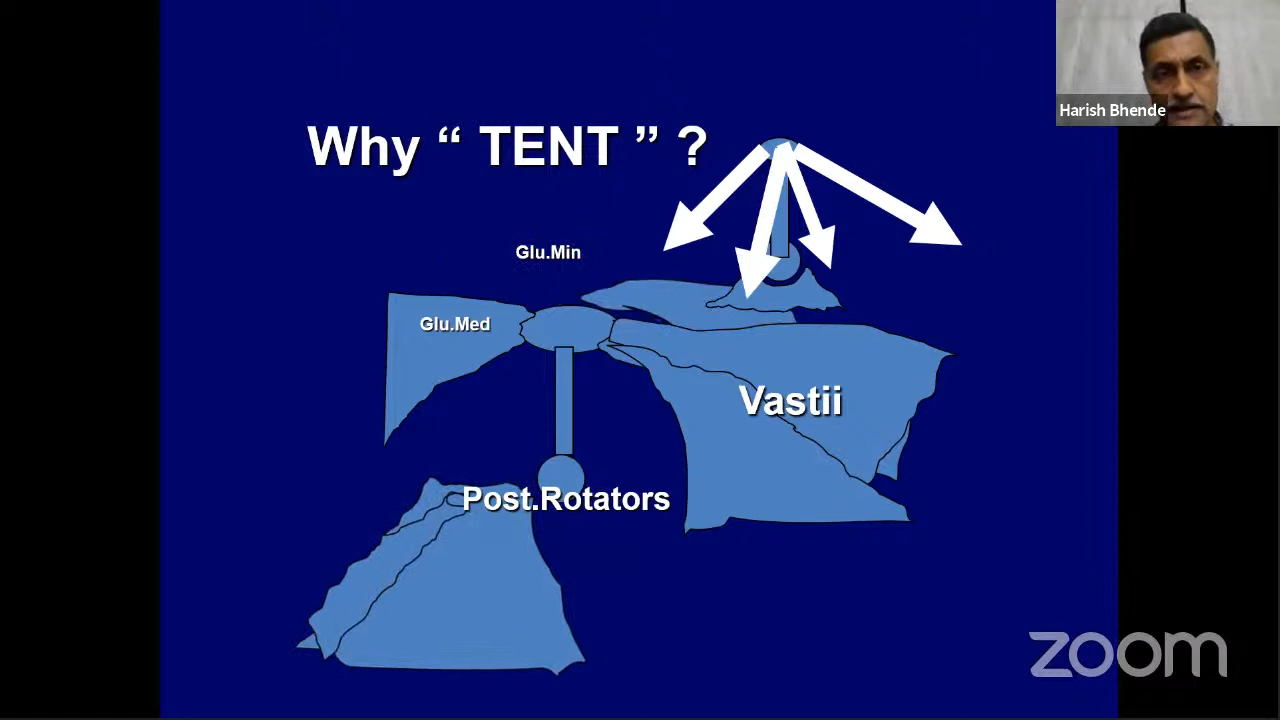 Harish Bhende
Why “ TENT ” ?
Glu.Min
Glu.Med
Vastii
Post.Rotators
zoom